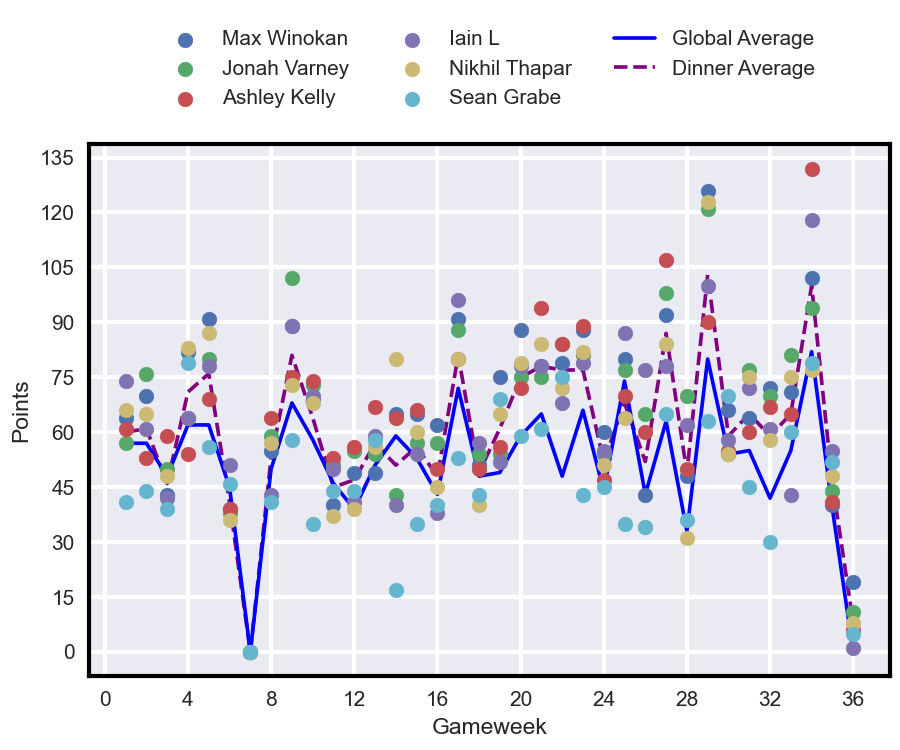 Max Winokan Iain L Global Average
Jonah Varney Nikhil Thapar Dinner Average
Ashley Kelly Sean Grabe
135
120
105
90
75
60
45
30
15
0
Points
0 4 8 12 16 20 24 28 32 36
Gameweek